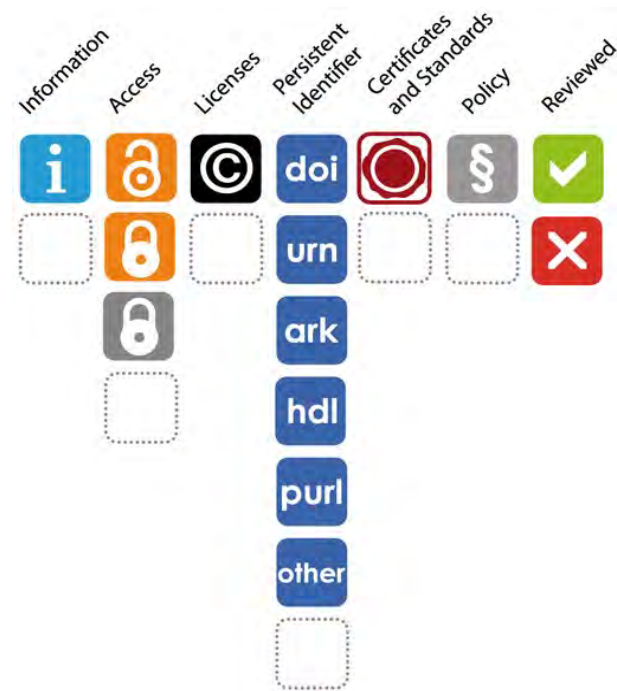 Information
Access
Licenses
Persistent
Identifier
Certificates
and Standards
Policy
Reviewed
i
©
doi
§
urn
ark
hdl
purl
other